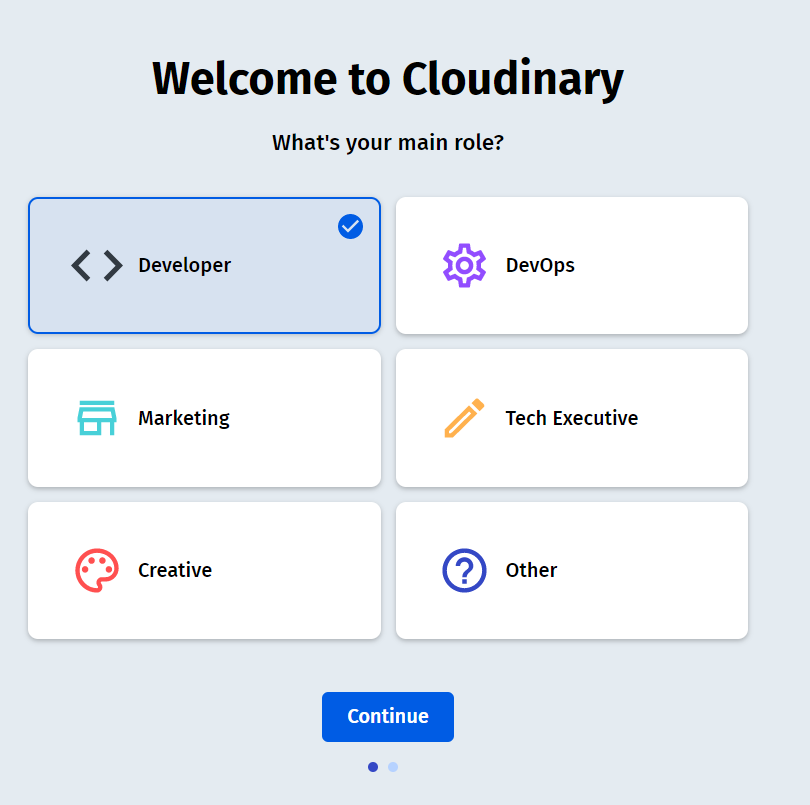 Welcome to Cloudinary
What's your main role?
Developer
DevOps
Marketing
Tech Executive
Creative
Other
Continue